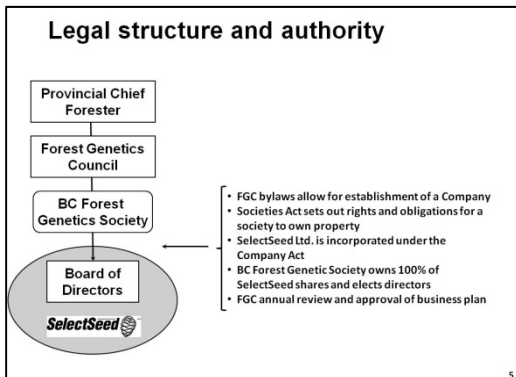 Legal structure and authority
Provincial Chief
Forester
Forest Genetics
Council
BC Forest
Genetics Society
Board of
Directors
SelectSeed
• FGC bylaws allow for establishment of a Company
• Societies Act sets out rights and obligations for a
society to own property
• SelectSeed Ltd. is incorporated under the
Company Act
• BC Forest Genetic Society owns 100% of
SelectSeed shares and elects directors
• FGC annual review and approval of business plan
5